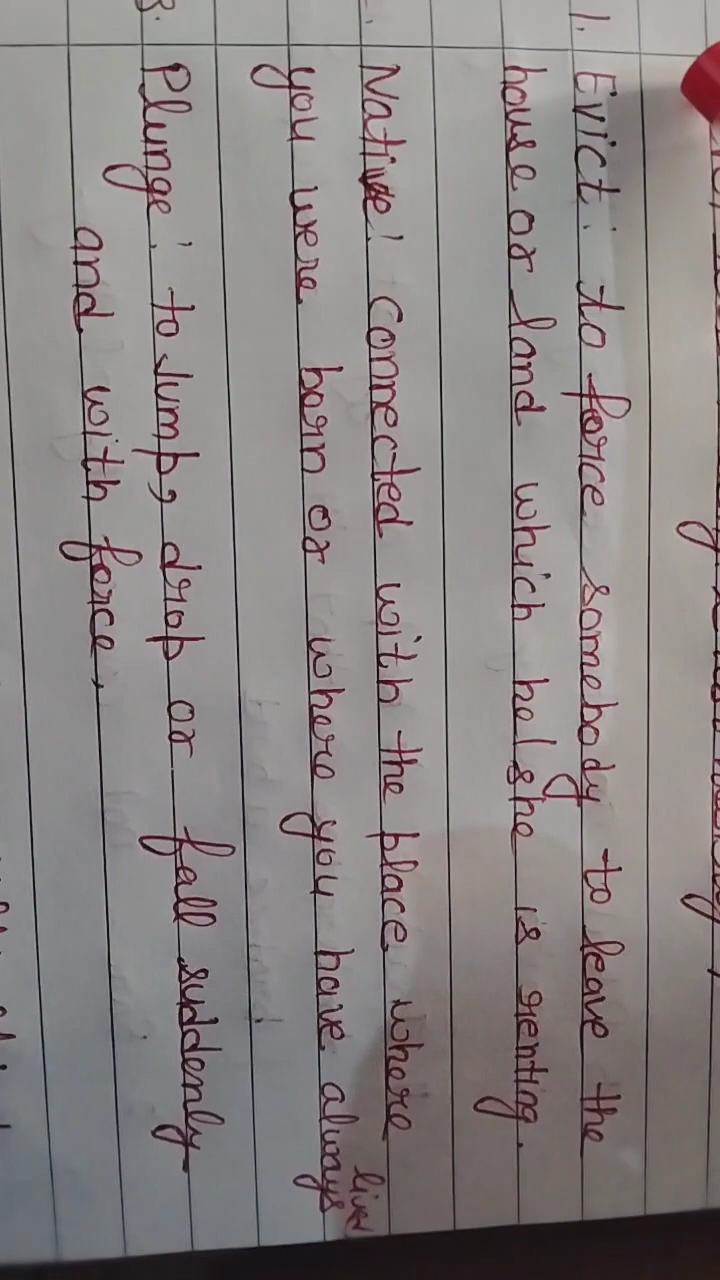 1. Evict: to force somebody to leave the
house or land which he/she is renting.
2. Native: Connected with the place where
you were born or where you have always lived
3. Plunge: to Jump, drop or fall suddenly
and with force,